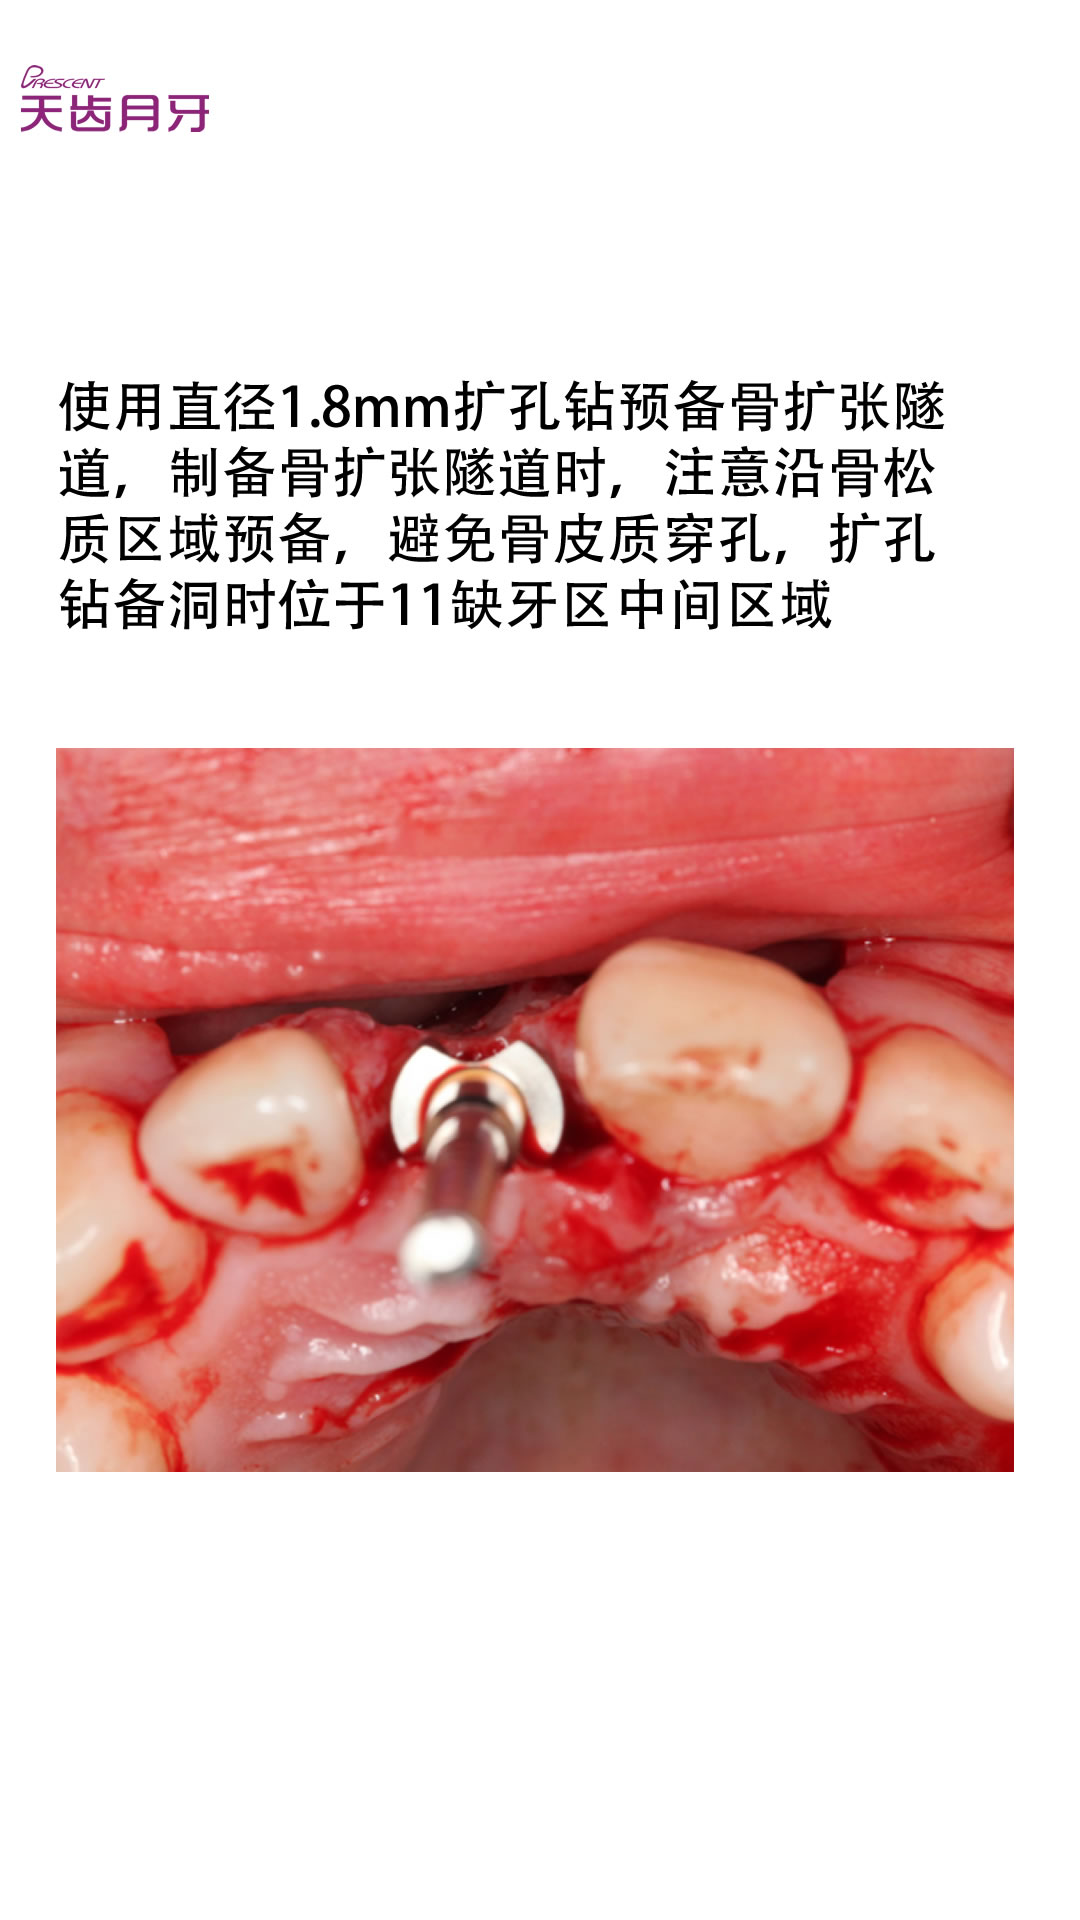 PRESCENT
天齿月牙
使用直径1.8mm扩孔钻预备骨扩张隧
道，制备骨扩张隧道时，注意沿骨松
质区域预备，避免骨皮质穿孔，扩孔
钻备洞时位于11缺牙区中间区域